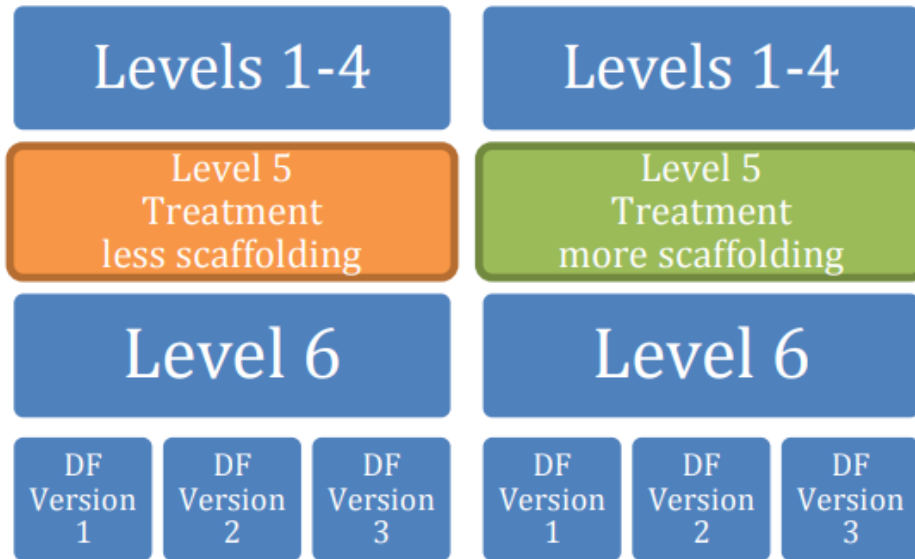 Levels 1-4
Level 5
Treatment
less scaffolding
Level 6
DF
Version
1
DF
Version
2
DF
Version
3
Levels 1-4
Level 5
Treatment
more scaffolding
Level 6
DF
Version
1
DF
Version
2
DF
Version
3